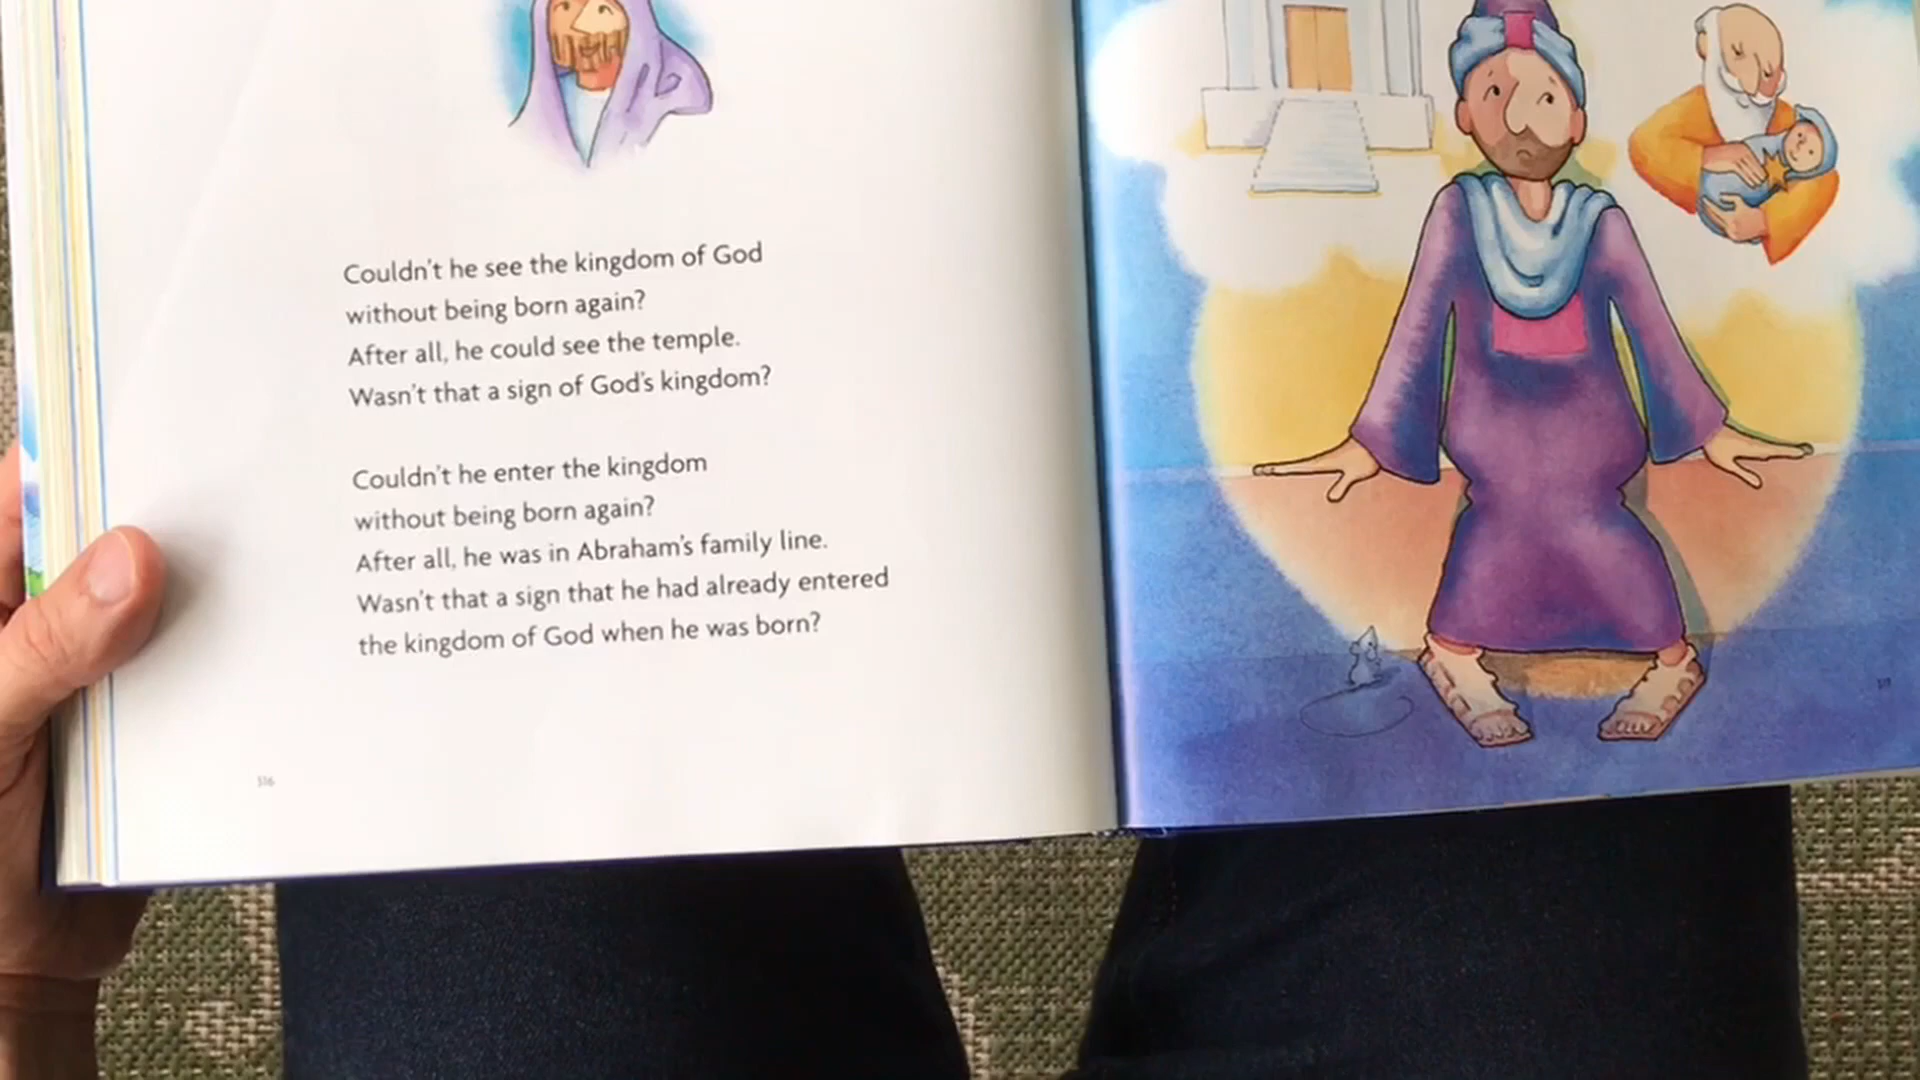 Couldn't he see the kingdom of God
without being born again?
After all, he could see the temple.
Wasn't that a sign of God's kingdom?
Couldn't he enter the kingdom
without being born again?
After all, he was in Abraham's family line.
Wasn't that a sign that he had already entered
the kingdom of God when he was born?
316
317